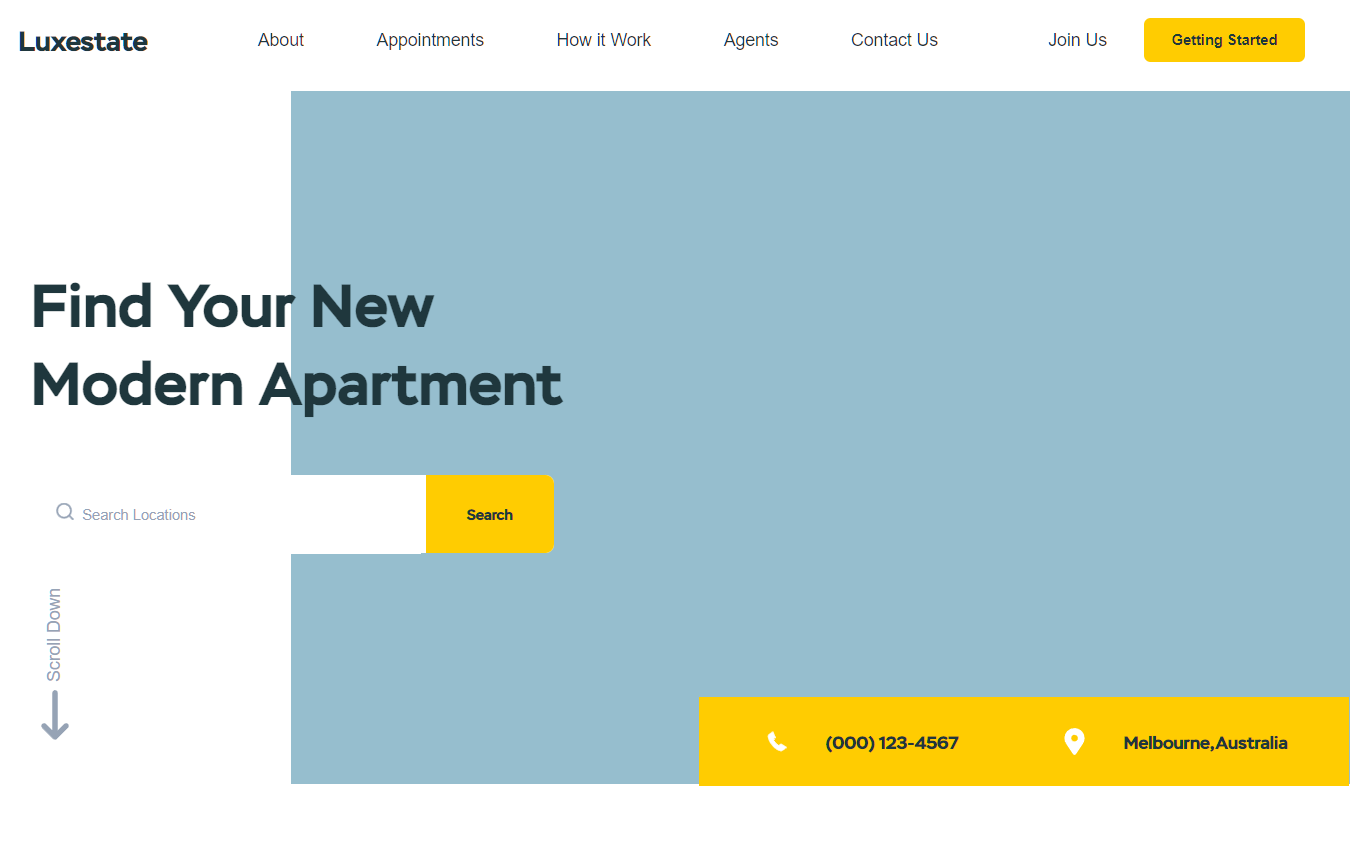 Luxestate
About
Appointments
How it Work
Agents
Contact Us
Join Us
Getting Started
Find Your New
Modern Apartment
Search Locations
Search
Scroll Down
(000) 123-4567
Melbourne,Australia